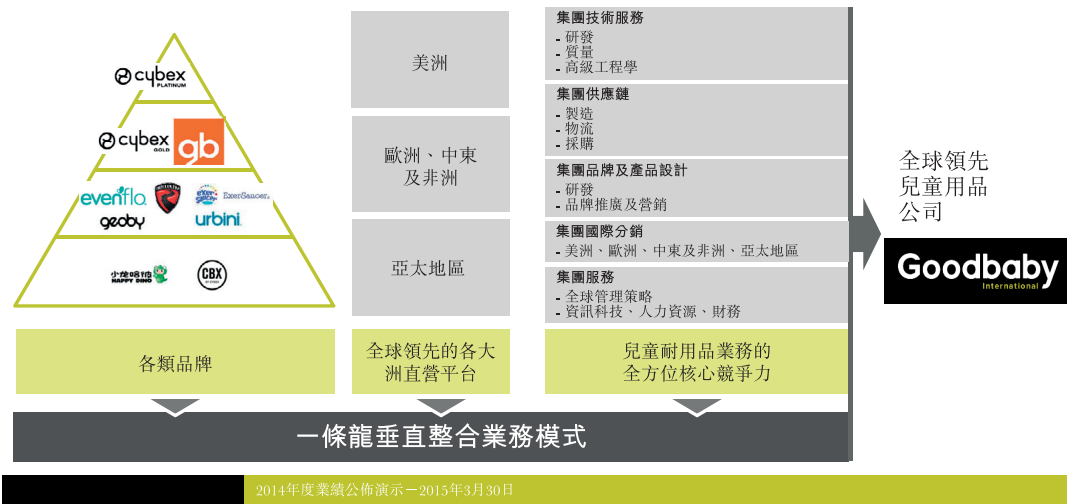 cybex
PLATINUM
cybex
GOLD
gb
evenflo
EXER SAUCER
ExerSaucer
geoby
urbini
小龙哈彼
HAPPY DINO
CBX
各類品牌
美洲
歐洲、中東
及非洲
亞太地區
全球領先的各大
洲直營平台
集團技術服務
- 研發
- 質量
- 高級工程學
集團供應鏈
- 製造
- 物流
- 採購
集團品牌及產品設計
- 研發
- 品牌推廣及營銷
集團國際分銷
- 美洲、歐洲、中東及非洲、亞太地區
集團服務
- 全球管理策略
- 資訊科技、人力資源、財務
兒童耐用品業務的
全方位核心競爭力
全球領先
兒童用品
公司
Goodbaby
International
一條龍垂直整合業務模式
2014年度業績公佈演示－2015年3月30日